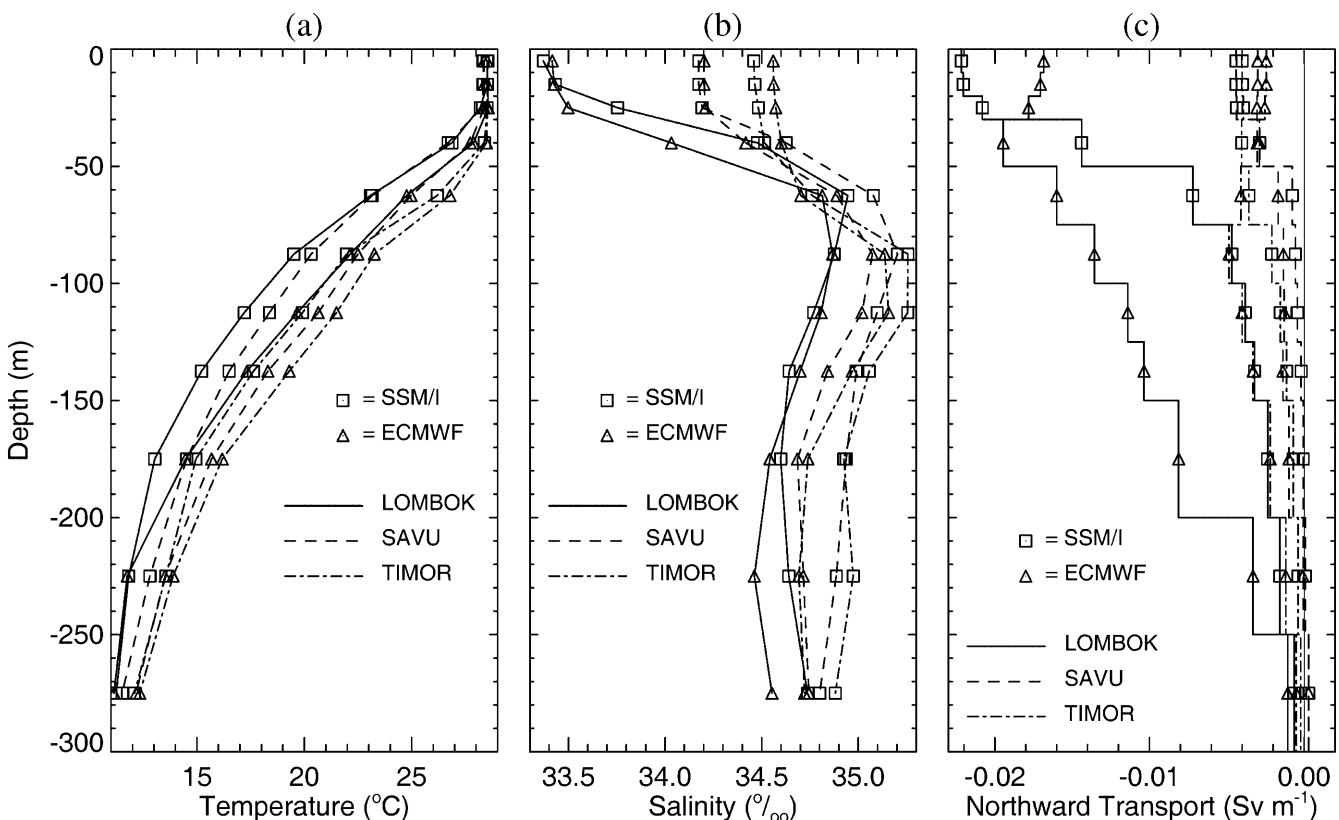 (a) (b) (c)
0
-50
-100
-150
-200
-250
-300
Depth (m)
□ = SSM/I
△ = ECMWF
LOMBOK
SAVU
TIMOR
15 20 25
Temperature (°C)
□ = SSM/I
△ = ECMWF
LOMBOK
SAVU
TIMOR
33.5 34.0 34.5 35.0
Salinity (°/oo)
□ = SSM/I
△ = ECMWF
LOMBOK
SAVU
TIMOR
-0.02 -0.01 0.00
Northward Transport (Sv m⁻¹)